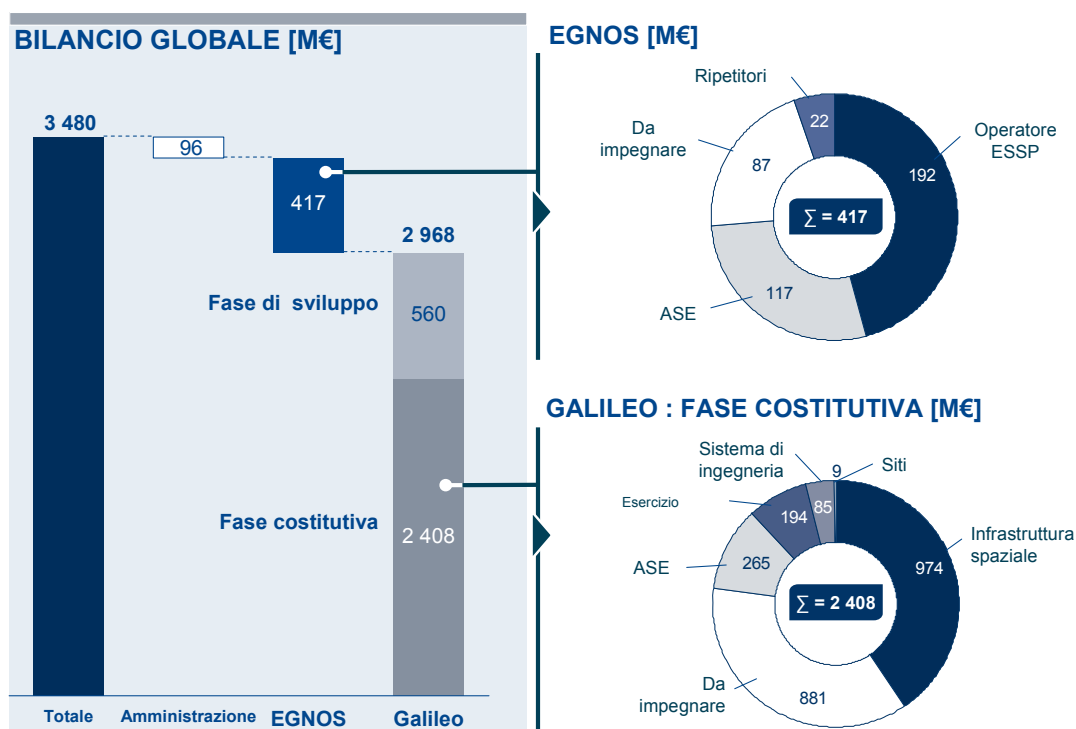 BILANCIO GLOBALE [M€]
3 480
96
417
2 968
Fase di sviluppo
560
Fase costitutiva
2 408
Totale
Amministrazione
EGNOS
Galileo
EGNOS [M€]
Ripetitori
22
Da
impegnare
87
Operatore
ESSP
192
∑ = 417
117
ASE
GALILEO : FASE COSTITUTIVA [M€]
Sistema di
ingegneria
9
Siti
Esercizio
194
85
Infrastruttura
spaziale
974
ASE
265
∑ = 2 408
Da
impegnare
881